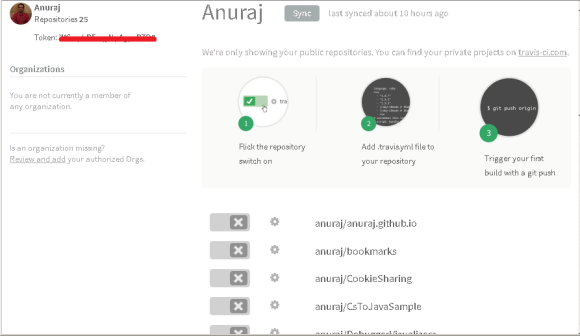 Anuraj
Repositories 25
Token:
Organizations
You are not currently a member of
any organization.
Is an organization missing?
Review and add your authorized Orgs.
Anuraj Sync last synced about 10 hours ago
We're only showing your public repositories. You can find your private projects on travis-ci.com.
tra
$ git push origin
1
2
3
Flick the repository
switch on
Add .travis.yml file to
your repository
Trigger your first
build with a git push
anuraj/anuraj.github.io
anuraj/bookmarks
anuraj/CookieSharing
anuraj/CsToJavaSample